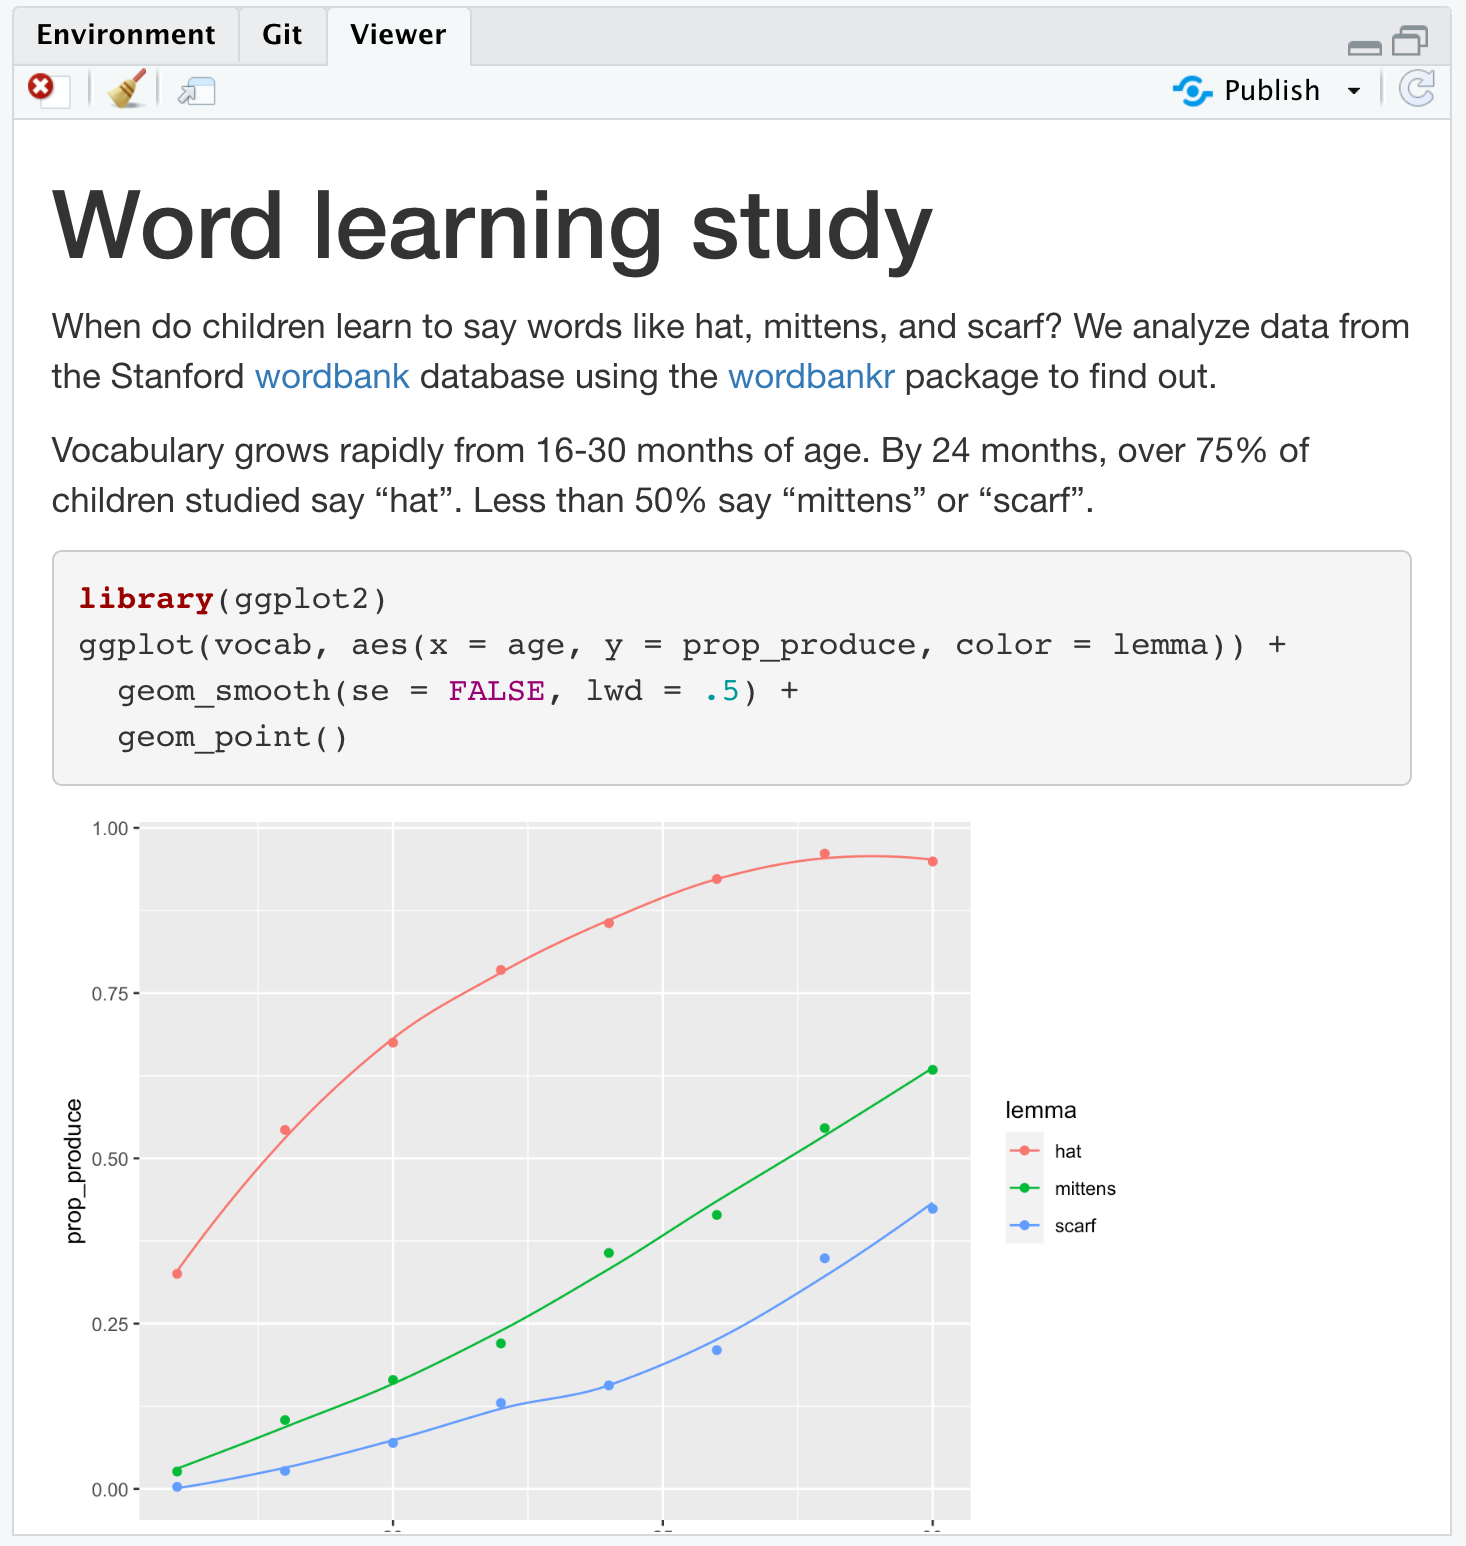 Environment Git Viewer
Publish
Word learning study
When do children learn to say words like hat, mittens, and scarf? We analyze data from
the Stanford wordbank database using the wordbankr package to find out.
Vocabulary grows rapidly from 16-30 months of age. By 24 months, over 75% of
children studied say “hat”. Less than 50% say “mittens” or “scarf”.
library(ggplot2)
ggplot(vocab, aes(x = age, y = prop_produce, color = lemma)) +
  geom_smooth(se = FALSE, lwd = .5) +
  geom_point()
1.00
0.75
0.50
0.25
0.00
prop_produce
lemma
hat
mittens
scarf